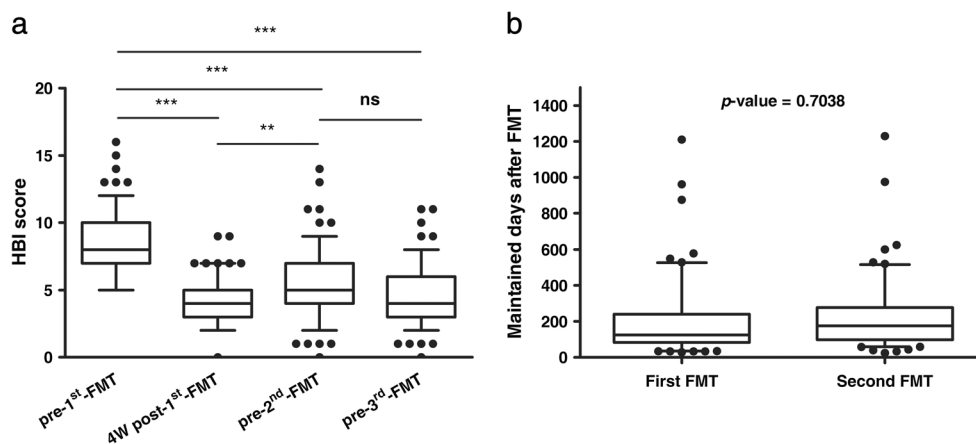 a
***
***
***
ns
**
20
15
10
5
0
HBI score
pre-1st-FMT
4W post-1st-FMT
pre-2nd-FMT
pre-3rd-FMT
b
p-value = 0.7038
1400
1200
1000
800
600
400
200
0
Maintained days after FMT
First FMT
Second FMT